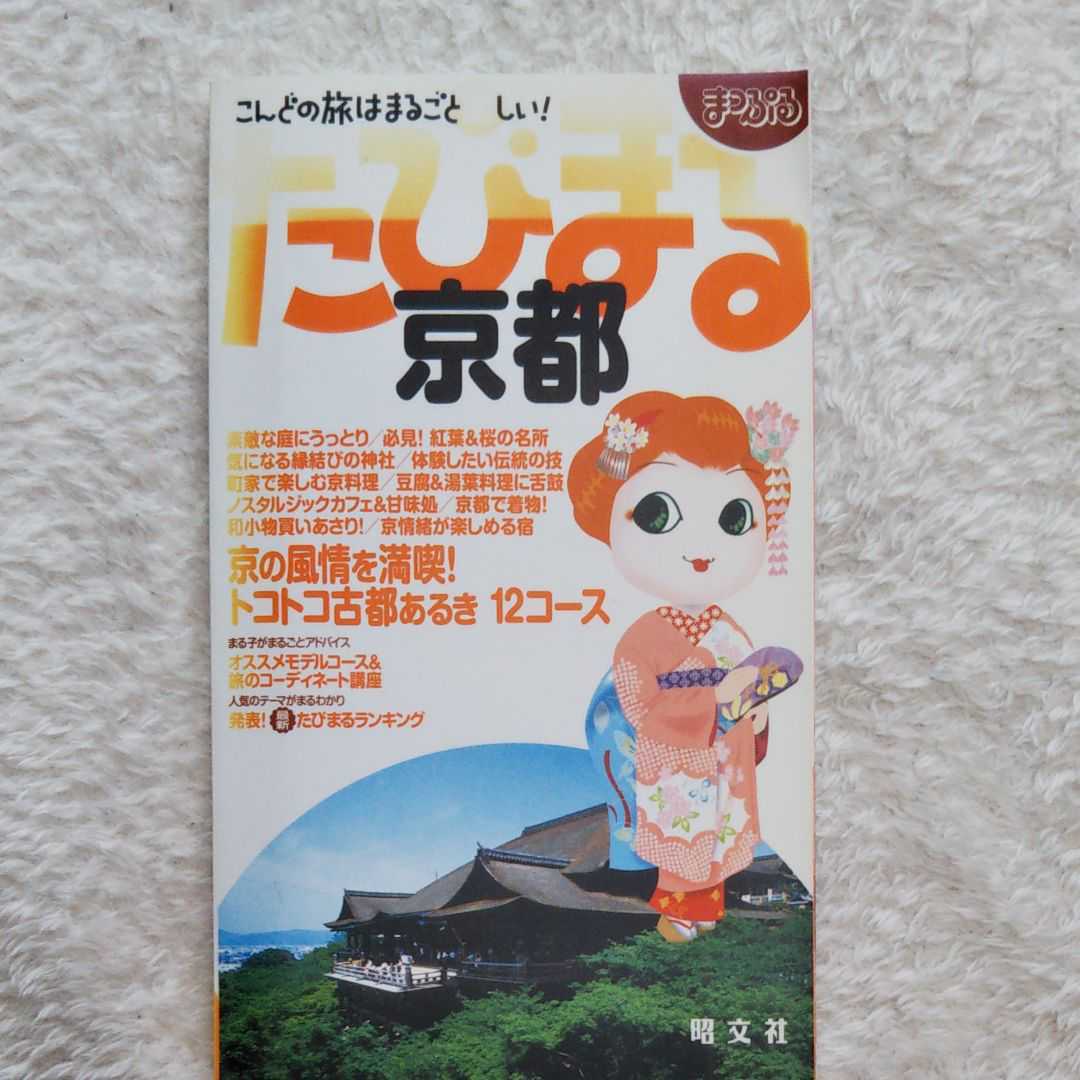 こんどの旅はまるごと しい!
まっぷる
たびまる
京都
素敵な庭にうっとり/必見! 紅葉&桜の名所
気になる縁結びの神社/体験したい伝統の技
町家で楽しむ京料理/豆腐&湯葉料理に舌鼓
ノスタルジックカフェ&甘味処/京都で着物!
和小物買いあさり!/京情緒が楽しめる宿
京の風情を満喫!
トコトコ古都あるき 12コース
まる子がまるごとアドバイス
オススメモデルコース&
旅のコーディネート講座
人気のテーマがまるわかり
発表! 最新 たびまるランキング
昭文社